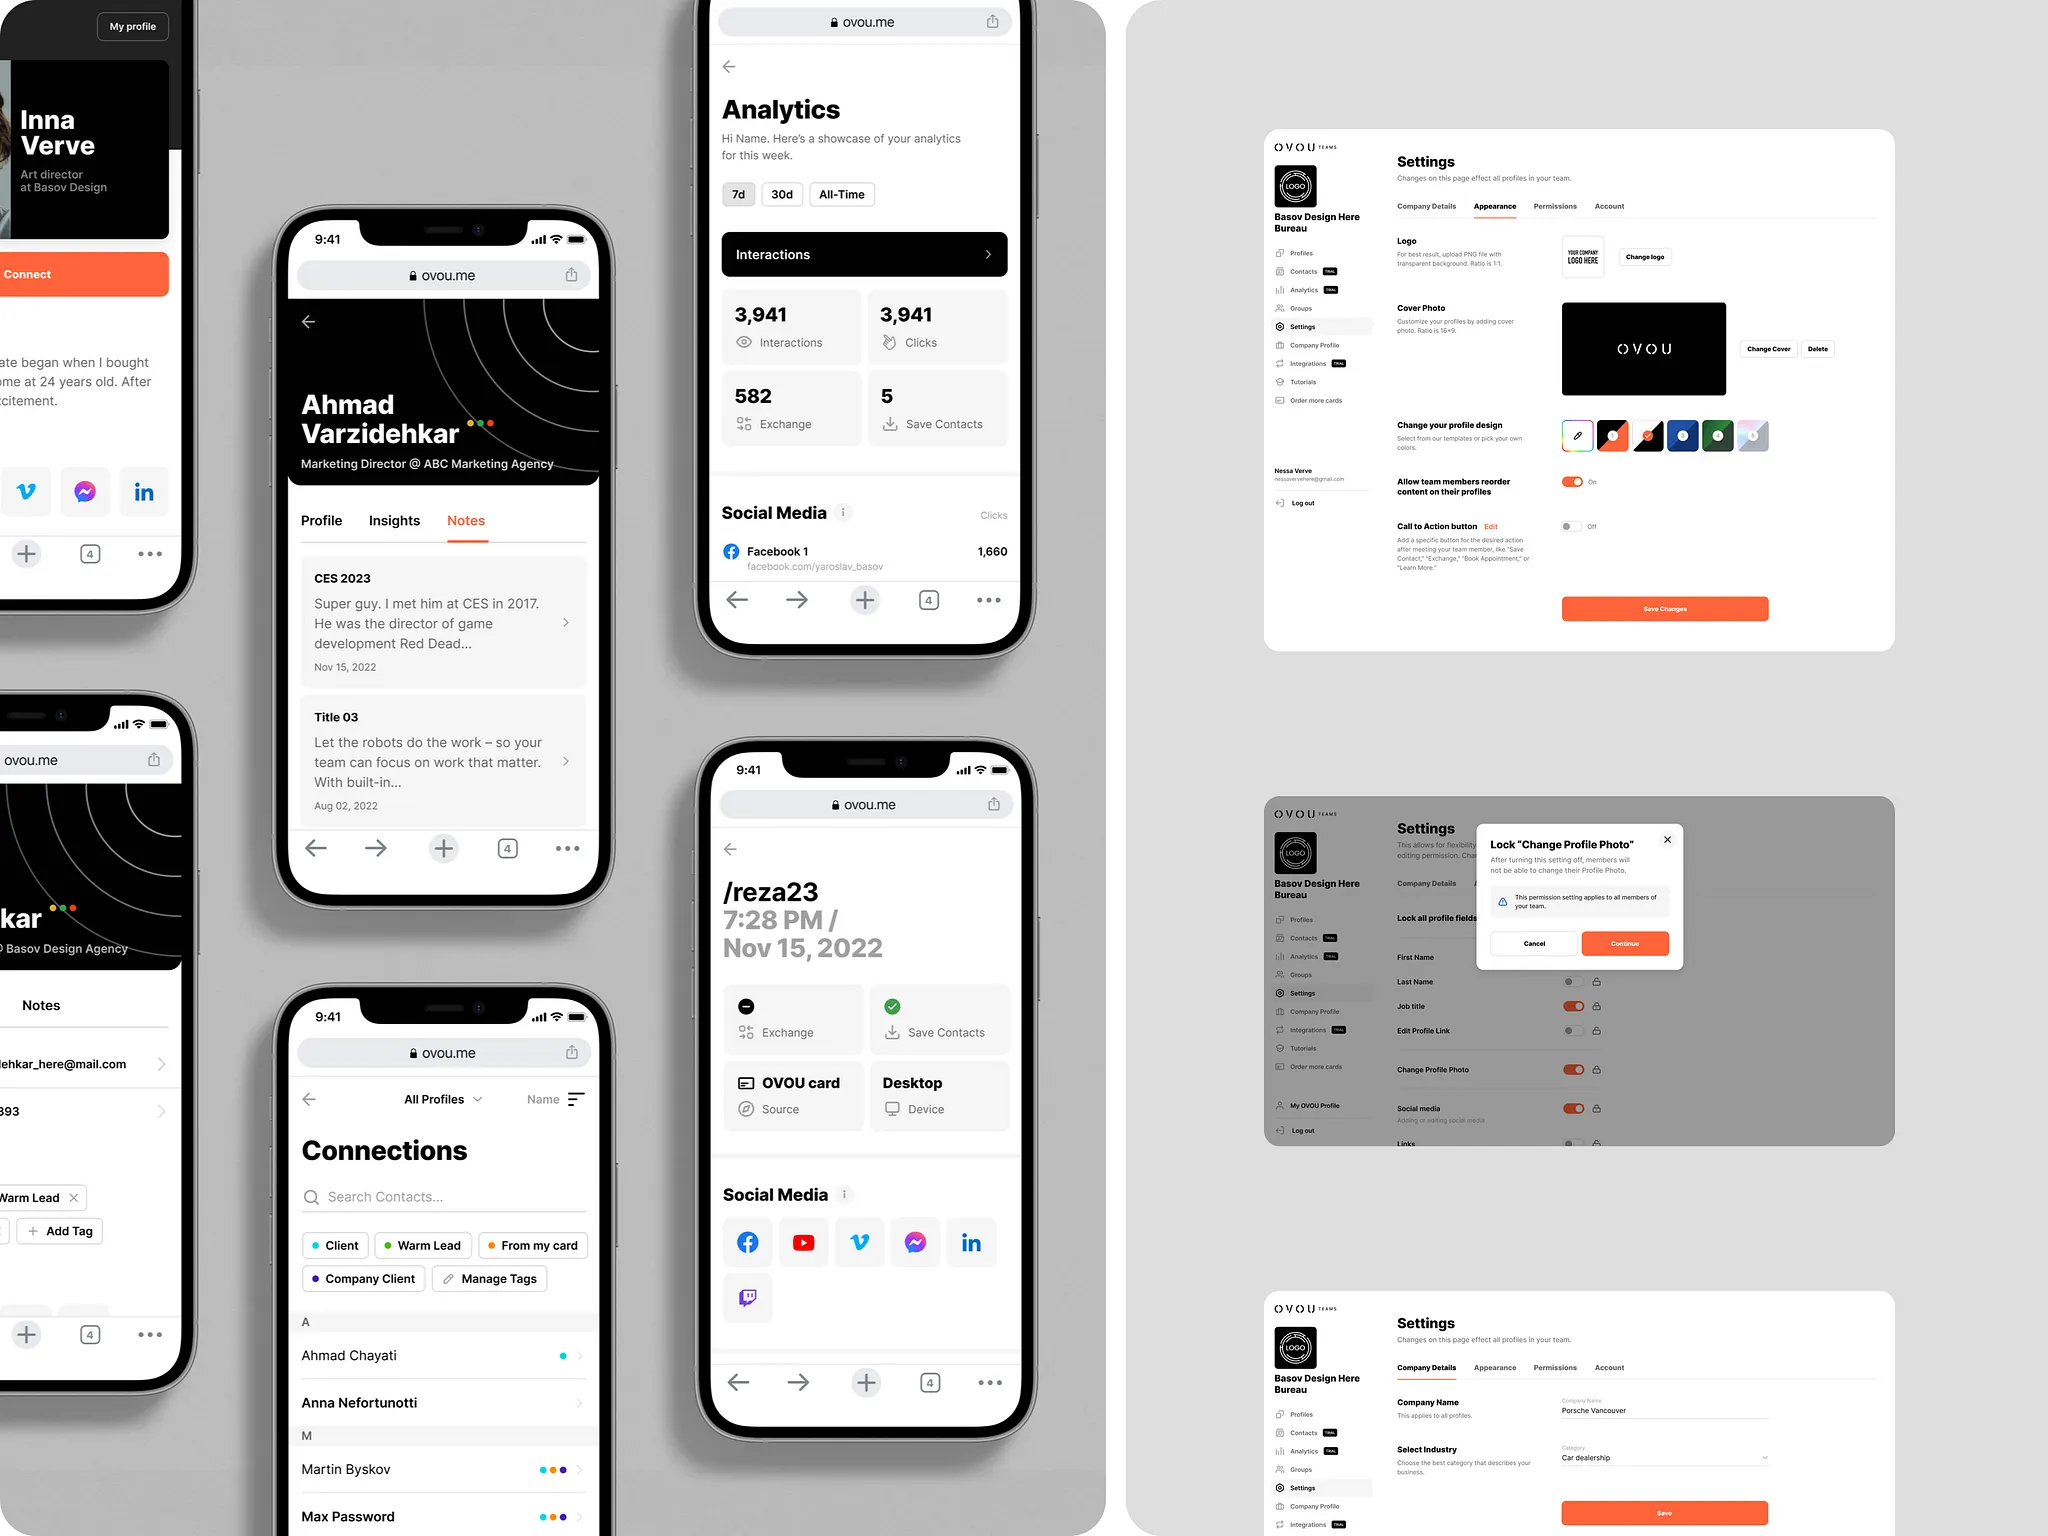 My profile
Inna
Verve
Art director
at Basov Design
Connect
ate began when I bought
ome at 24 years old. After
citement.
4
ovou.me
kar
Basov Design Agency
Notes
lehkar_here@mail.com
393
Warm Lead
Add Tag
4
9:41
ovou.me
Ahmad
Varzidehkar
Marketing Director @ ABC Marketing Agency
Profile Insights Notes
CES 2023
Super guy. I met him at CES in 2017.
He was the director of game
development Red Dead...
Nov 15, 2022
Title 03
Let the robots do the work – so your
team can focus on work that matter.
With built-in...
Aug 02, 2022
4
9:41
ovou.me
All Profiles Name
Connections
Search Contacts...
Client Warm Lead From my card
Company Client Manage Tags
A
Ahmad Chayati
Anna Nefortunotti
M
Martin Byskov
Max Password
ovou.me
Analytics
Hi Name. Here's a showcase of your analytics
for this week.
7d 30d All-Time
Interactions
3,941 3,941
Interactions Clicks
582 5
Exchange Save Contacts
Social Media Clicks
Facebook 1 1,660
facebook.com/yaroslav_basov
4
9:41
ovou.me
/reza23
7:28 PM /
Nov 15, 2022
Exchange Save Contacts
OVOU card Desktop
Source Device
Social Media
4
OVOU TEAMS
LOGO
Basov Design Here
Bureau
Profiles
Contacts TRIAL
Analytics TRIAL
Groups
Settings
Company Profile
Integrations TRIAL
Tutorials
Order more cards
Nessa Verve
nessavervehere@gmail.com
Log out
Settings
Changes on this page effect all profiles in your team.
Company Details Appearance Permissions Account
Logo
For best result, upload PNG file with
transparent background. Ratio is 1:1.
YOUR COMPANY
LOGO HERE
Change logo
Cover Photo
Customize your profiles by adding cover
photo. Ratio is 16×9.
OVOU
Change Cover Delete
Change your profile design
Select from our templates or pick your own
colors.
Allow team members reorder
content on their profiles
On
Call to Action button Edit
Off
Add a specific button for the desired action
after meeting your team member, like "Save
Contact," "Exchange," "Book Appointment," or
"Learn More."
Save Changes
OVOU TEAMS
LOGO
Basov Design Here
Bureau
Profiles
Contacts TRIAL
Analytics TRIAL
Groups
Settings
Company Profile
Integrations TRIAL
Tutorials
Order more cards
My OVOU Profile
Log out
Settings
This allows for flexibility
editing permission. Cha
Company Details
Lock all profile fields
First Name
Last Name
Job title
Edit Profile Link
Change Profile Photo
Social media
Adding or editing social media
Links
Lock "Change Profile Photo"
After turning this setting off, members will
not be able to change their Profile Photo.
This permission setting applies to all members of
your team.
Cancel Continue
OVOU TEAMS
LOGO
Basov Design Here
Bureau
Profiles
Contacts TRIAL
Analytics TRIAL
Groups
Settings
Company Profile
Integrations TRIAL
Settings
Changes on this page effect all profiles in your team.
Company Details Appearance Permissions Account
Company Name
This applies to all profiles.
Company Name
Porsche Vancouver
Select Industry
Choose the best category that describes your
business.
Category
Car dealership
Save